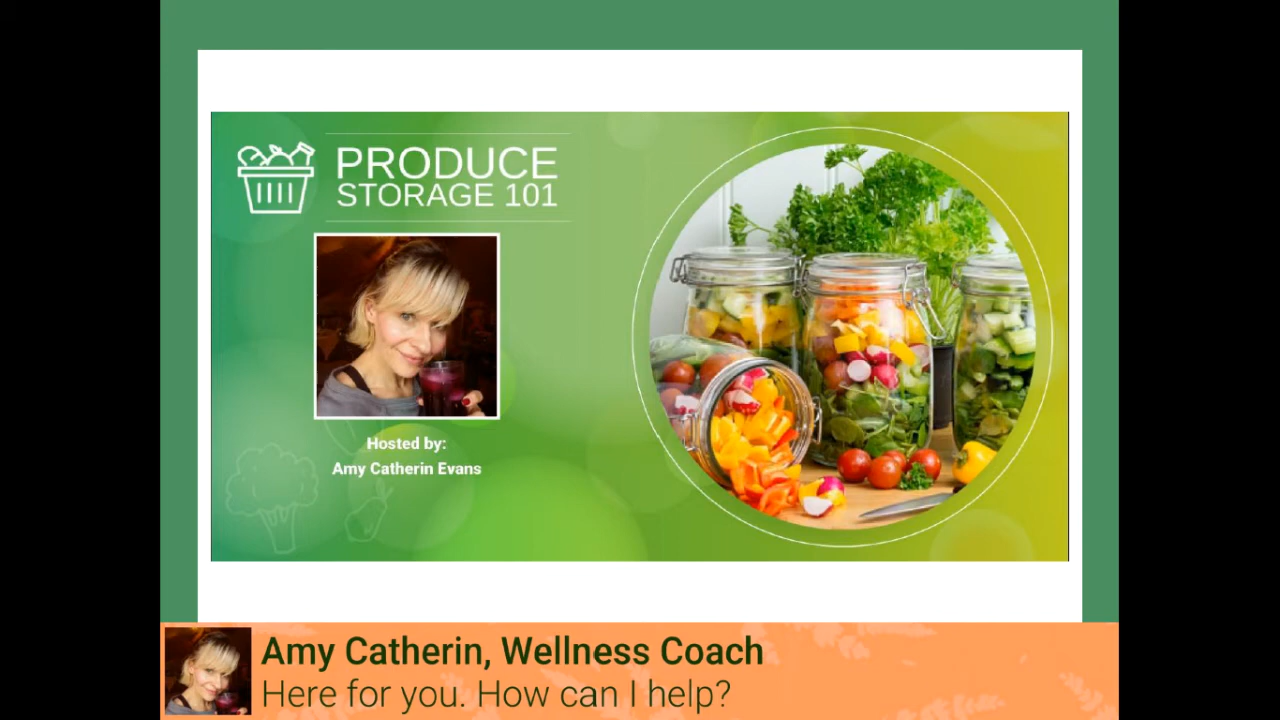 PRODUCE
STORAGE 101
Hosted by:
Amy Catherin Evans
Amy Catherin, Wellness Coach
Here for you. How can I help?